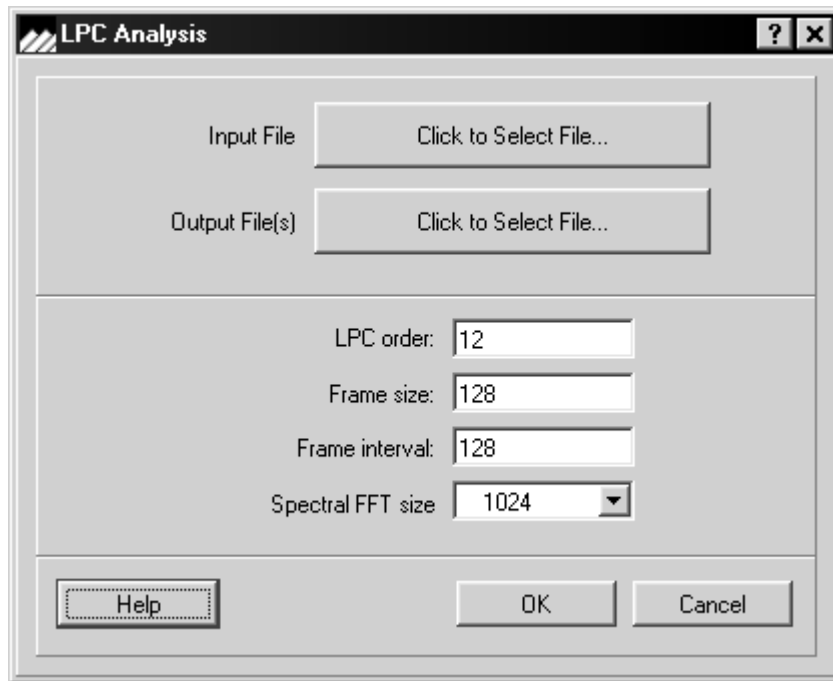 LPC Analysis
Input File Click to Select File...
Output File(s) Click to Select File...
LPC order: 12
Frame size: 128
Frame interval: 128
Spectral FFT size 1024
Help OK Cancel